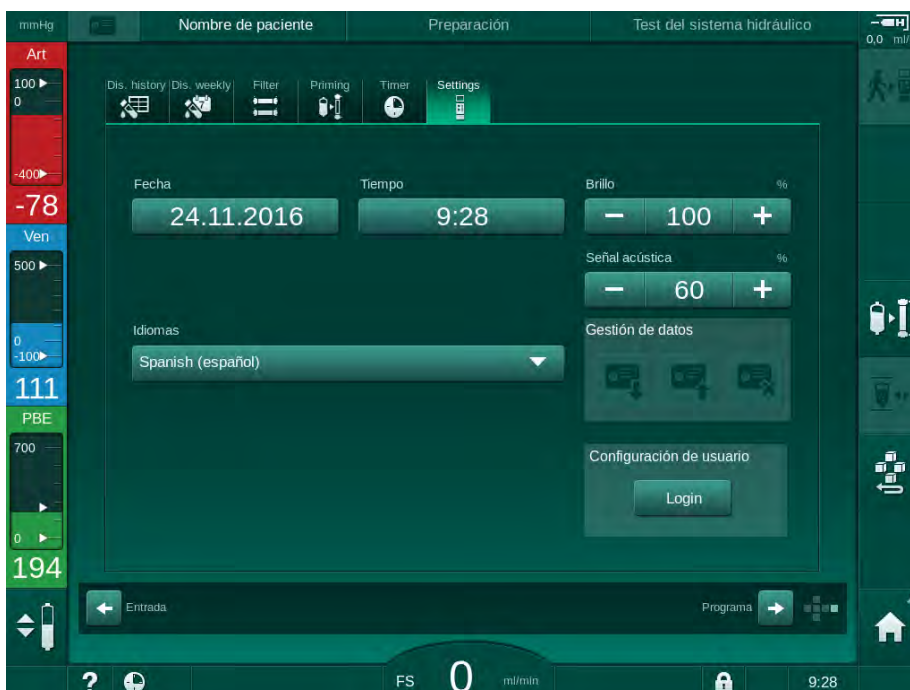 mmHg
Nombre de paciente
Preparación
Test del sistema hidráulico
0,0 ml/
Art
100
0
-400
-78
Ven
500
0
-100
111
PBE
700
0
194
Dis. history
Dis. weekly
Filter
Priming
Timer
Settings
Fecha
Tiempo
Brillo %
24.11.2016
9:28
− 100 +
Señal acústica %
− 60 +
Idiomas
Spanish (español)
Gestión de datos
Configuración de usuario
Login
Entrada
Programa
?
FS 0 ml/min
9:28